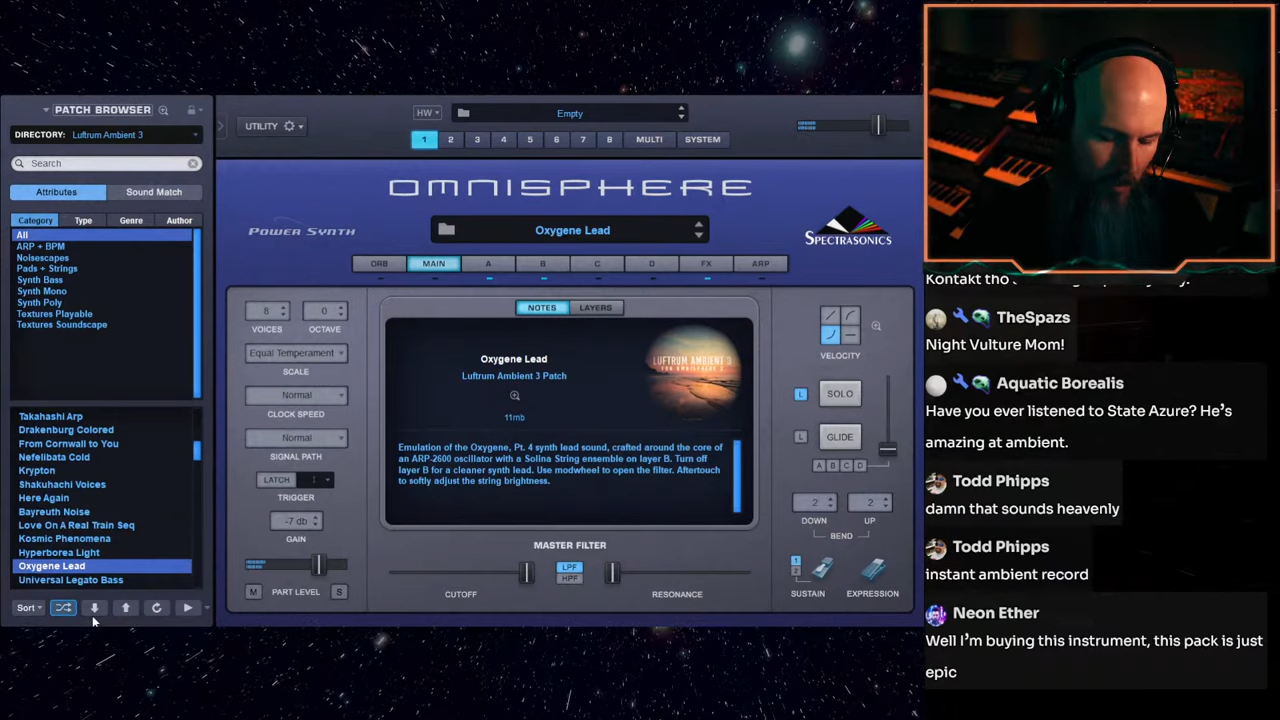 PATCH BROWSER
DIRECTORY: Luftrum Ambient 3
Search
Attributes
Sound Match
Category
Type
Genre
Author
All
ARP + BPM
Noisescapes
Pads + Strings
Synth Bass
Synth Mono
Synth Poly
Textures Playable
Textures Soundscape
Takahashi Arp
Drakenburg Colored
From Cornwall to You
Nefelibata Cold
Krypton
Shakuhachi Voices
Here Again
Bayreuth Noise
Love On A Real Train Seq
Kosmic Phenomena
Hyperborea Light
Oxygene Lead
Universal Legato Bass
Sort
UTILITY
HW
Empty
1 2 3 4 5 6 7 8 MULTI SYSTEM
OMNISPHERE
POWER SYNTH
Oxygene Lead
SPECTRASONICS
ORB MAIN A B C D FX ARP
8
0
VOICES
OCTAVE
Equal Temperament
SCALE
Normal
CLOCK SPEED
Normal
SIGNAL PATH
LATCH
TRIGGER
-7 db
GAIN
M PART LEVEL S
NOTES LAYERS
Oxygene Lead
Luftrum Ambient 3 Patch
11mb
LUFTRUM AMBIENT 3
FOR OMNISPHERE 2
Emulation of the Oxygene, Pt. 4 synth lead sound, crafted around the core of
an ARP-2600 oscillator with a Solina String ensemble on layer B. Turn off
layer B for a cleaner synth lead. Use modwheel to open the filter. Aftertouch
to softly adjust the string brightness.
MASTER FILTER
LPF
HPF
CUTOFF
RESONANCE
VELOCITY
L SOLO
L GLIDE
A B C D
2
2
DOWN
UP
BEND
1
2
SUSTAIN
EXPRESSION
Kontakt tho
TheSpazs
Night Vulture Mom!
Aquatic Borealis
Have you ever listened to State Azure? He's
amazing at ambient.
Todd Phipps
damn that sounds heavenly
Todd Phipps
instant ambient record
Neon Ether
Well I'm buying this instrument, this pack is just
epic